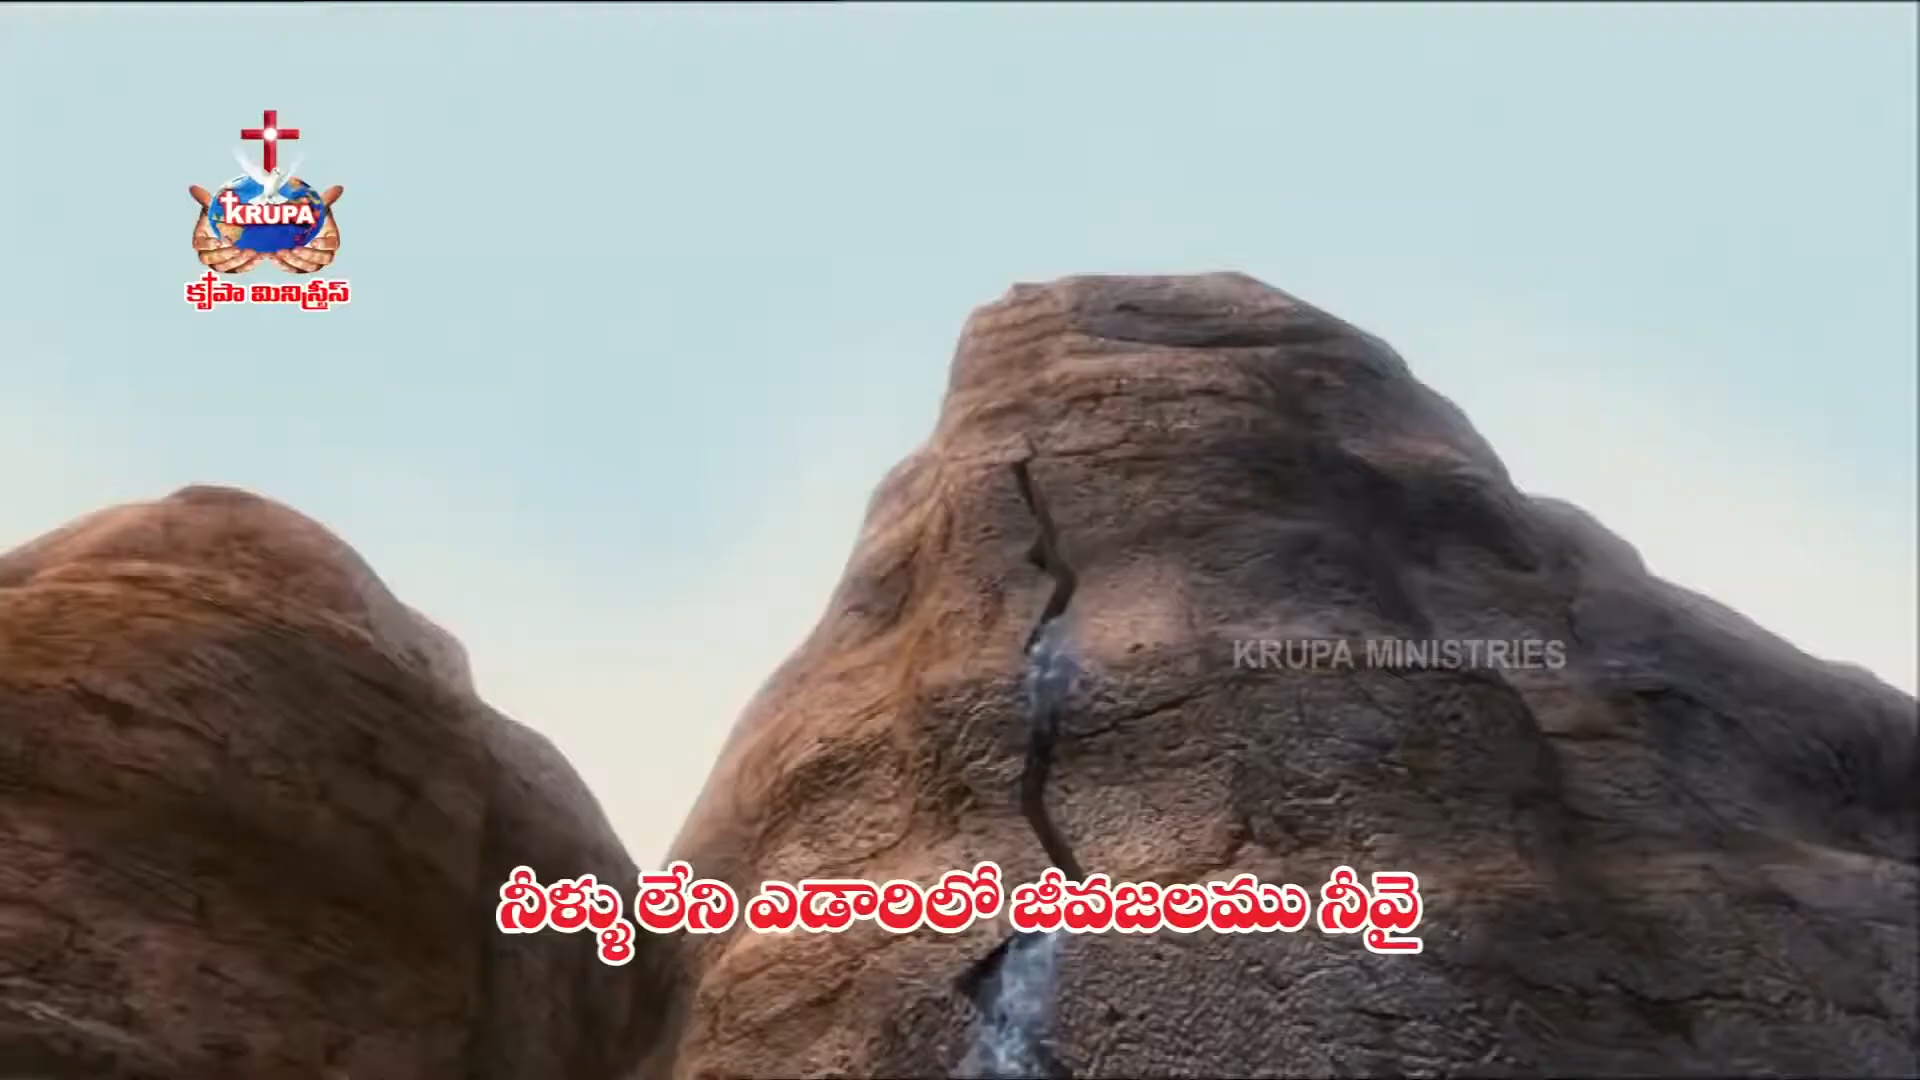 KRUPA
కృపా మినిస్ట్రీస్
KRUPA MINISTRIES
నీళ్ళు లేని ఎడారిలో జీవజలము నీవై